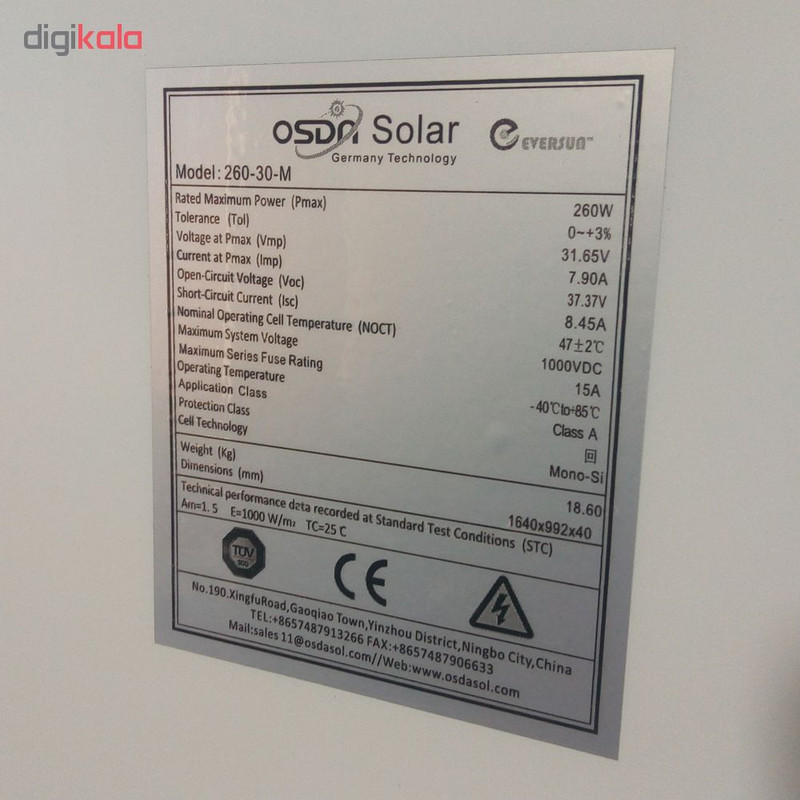 digikala
OSDA Solar
EVERSUN™
Germany Technology
Model: 260-30-M
Rated Maximum Power (Pmax) 260W
Tolerance (Tol) 0~+3%
Voltage at Pmax (Vmp) 31.65V
Current at Pmax (Imp) 7.90A
Open-Circuit Voltage (Voc) 37.37V
Short-Circuit Current (Isc) 8.45A
Nominal Operating Cell Temperature (NOCT) 47±2℃
Maximum System Voltage 1000VDC
Maximum Series Fuse Rating 15A
Operating Temperature -40℃to+85℃
Application Class Class A
Protection Class 回
Cell Technology Mono-Si
Weight (Kg) 18.60
Dimensions (mm) 1640x992x40
Technical performance data recorded at Standard Test Conditions (STC)
Am=1.5 E=1000 W/m² TC=25℃
TÜV
CE
No.190.XingfuRoad,Gaoqiao Town,Yinzhou District,Ningbo City,China
TEL:+8657487913266 FAX:+8657487906633
Mail:sales 11@osdasol.com//Web:www.osdasol.com